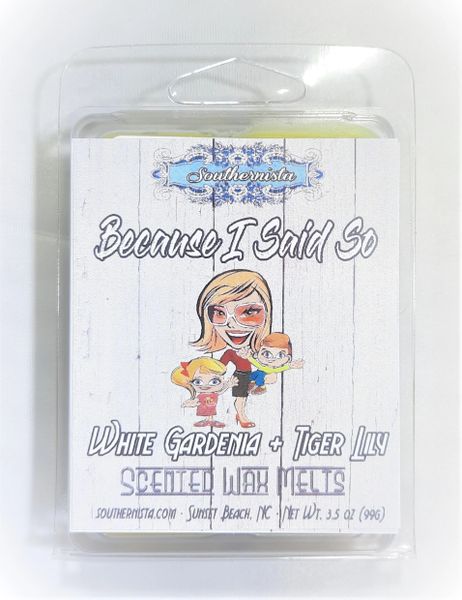 Southernista
Because I Said So
White Gardenia + Tiger Lily
Scented Wax Melts
southernista.com · Sunset Beach, NC · Net Wt. 3.5 oz (99g)